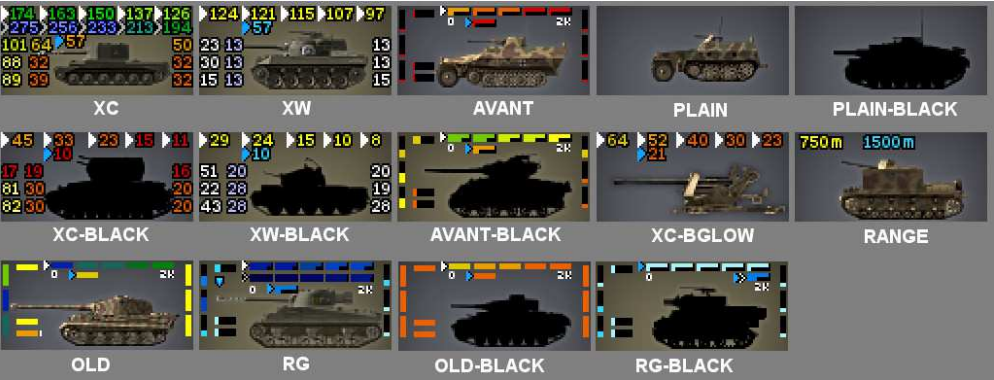 174 163 150 137 126
275 256 233 213 194
101 64 57 50
88 32 32
89 39 39
XC
124 121 115 107 97
57
23 13 13
30 13 13
15 13 15
XW
0 2K
AVANT
PLAIN
PLAIN-BLACK
45 33 23 15 11
10
17 19 16
81 30 20
82 30 20
XC-BLACK
29 24 15 10 8
10
51 20 20
22 28 19
43 28 28
XW-BLACK
0 2K
AVANT-BLACK
64 52 40 30 23
21
XC-BGLOW
750m 1500m
RANGE
0 2K
OLD
0 2K
RG
0 2K
OLD-BLACK
0 2K
RG-BLACK